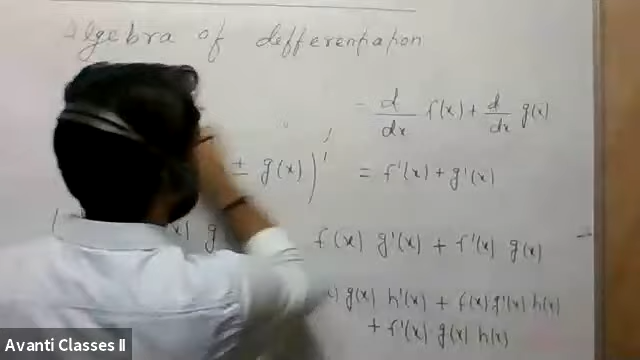 Algebra of defferentiation
= d/dx f(x) + d/dx g(x)
± g(x))' = f'(x) + g'(x)
g f(x) g'(x) + f'(x) g(x)
g(x) h'(x) + f(x) g'(x) h(x)
+ f'(x) g(x) h(x)
Avanti Classes II